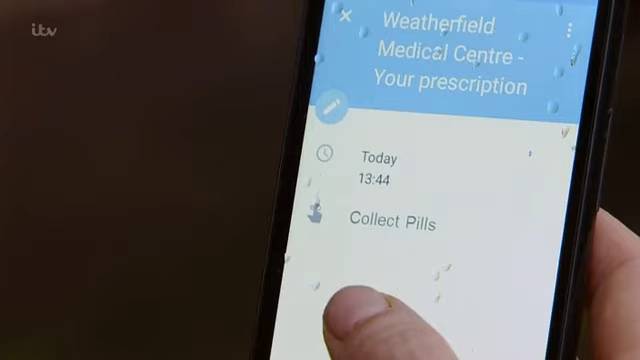 itv
Weatherfield
Medical Centre -
Your prescription
Today
13:44
Collect Pills